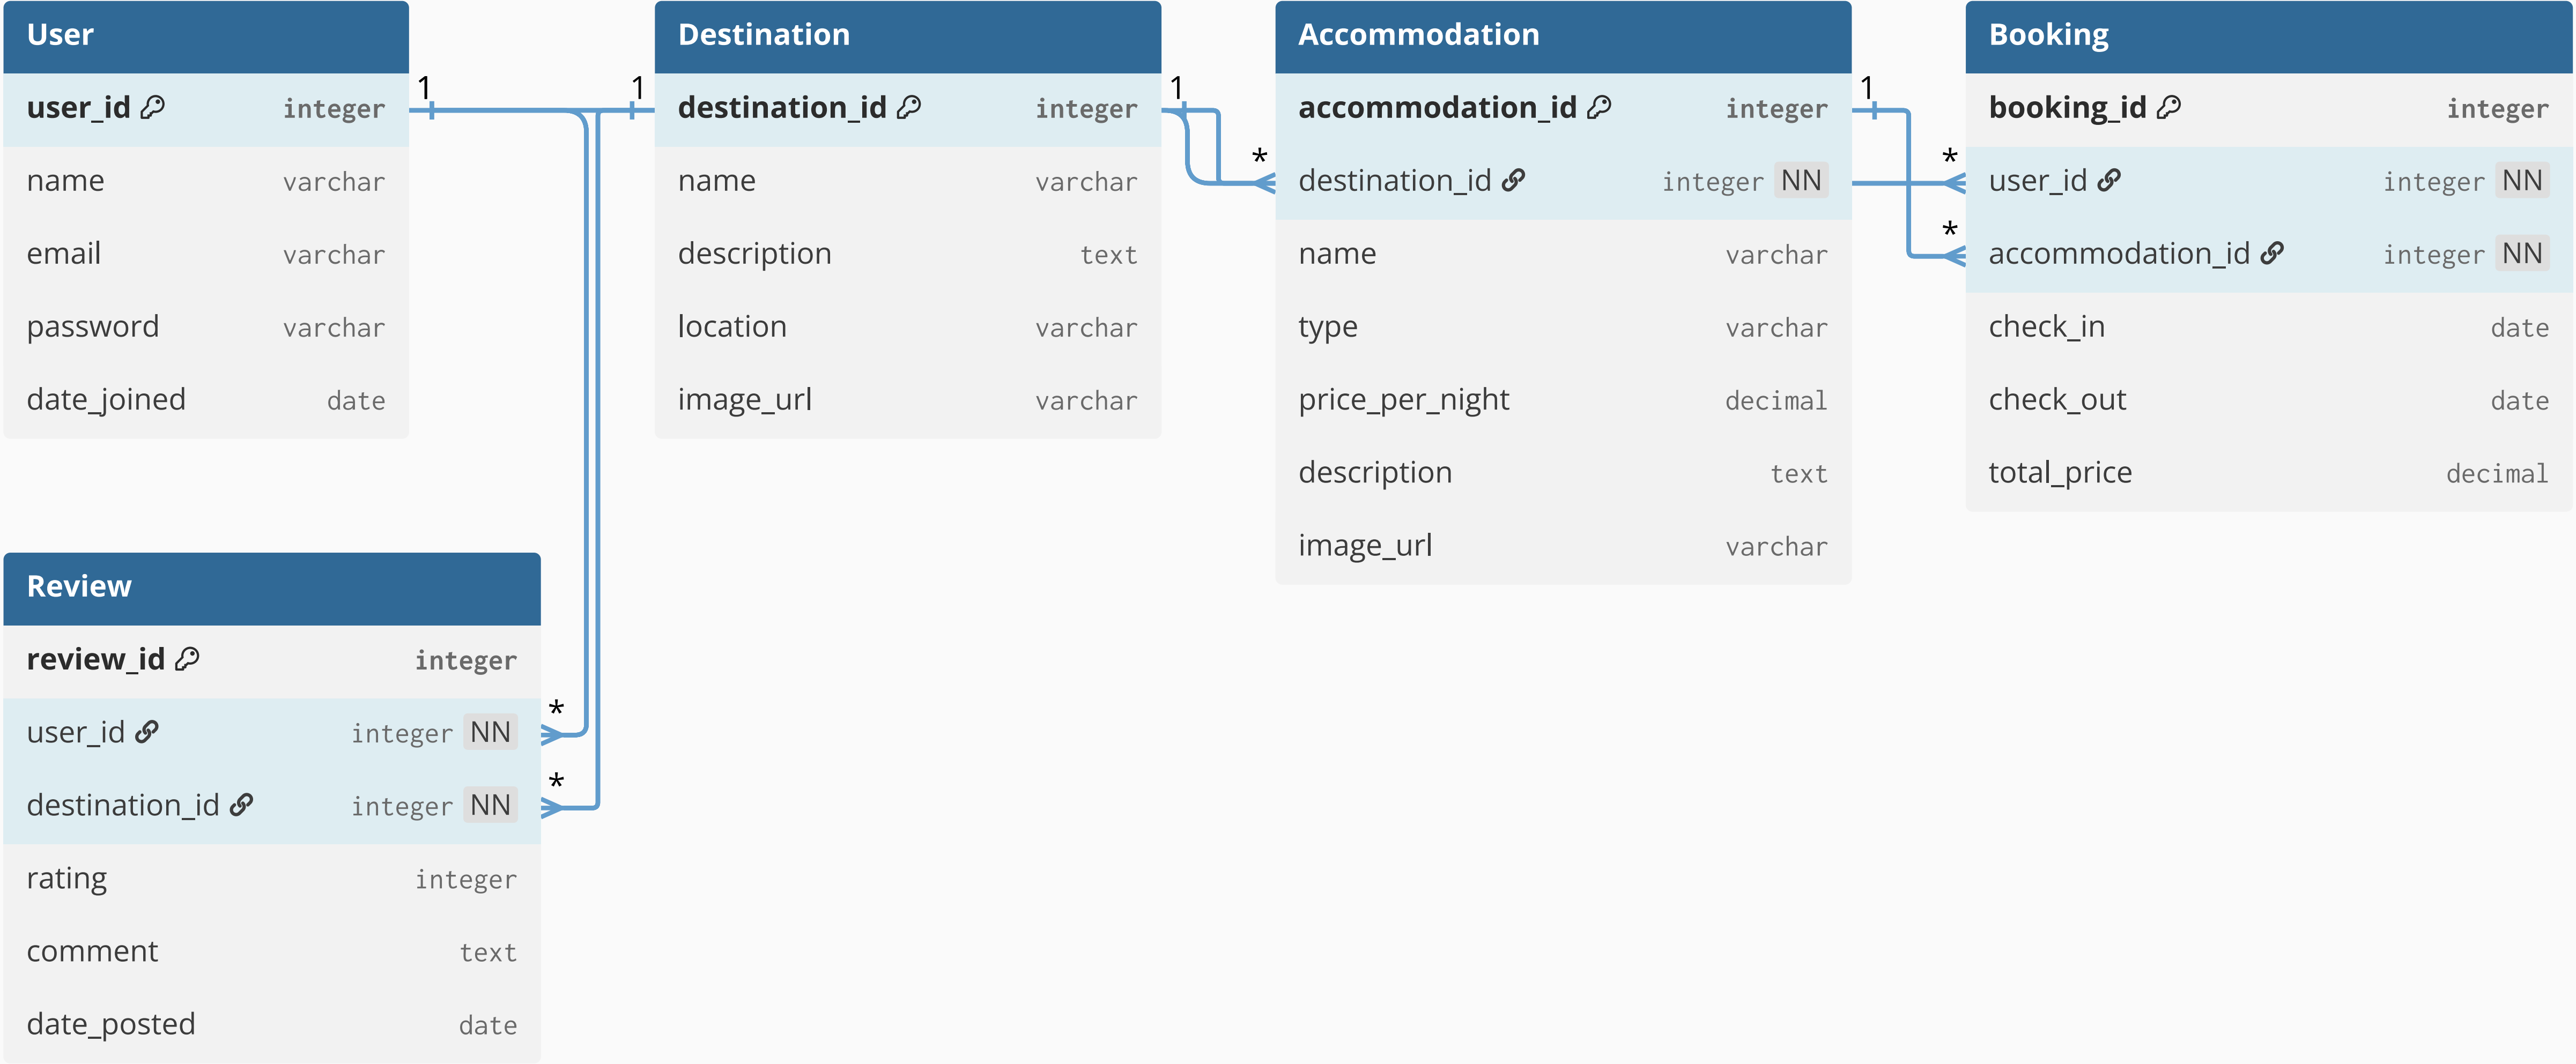 User
user_id integer
name varchar
email varchar
password varchar
date_joined date
1
1
Destination
destination_id integer
name varchar
description text
location varchar
image_url varchar
1
*
Accommodation
accommodation_id integer
destination_id integer NN
name varchar
type varchar
price_per_night decimal
description text
image_url varchar
1
*
*
Booking
booking_id integer
user_id integer NN
accommodation_id integer NN
check_in date
check_out date
total_price decimal
Review
review_id integer
user_id integer NN
destination_id integer NN
rating integer
comment text
date_posted date
*
*